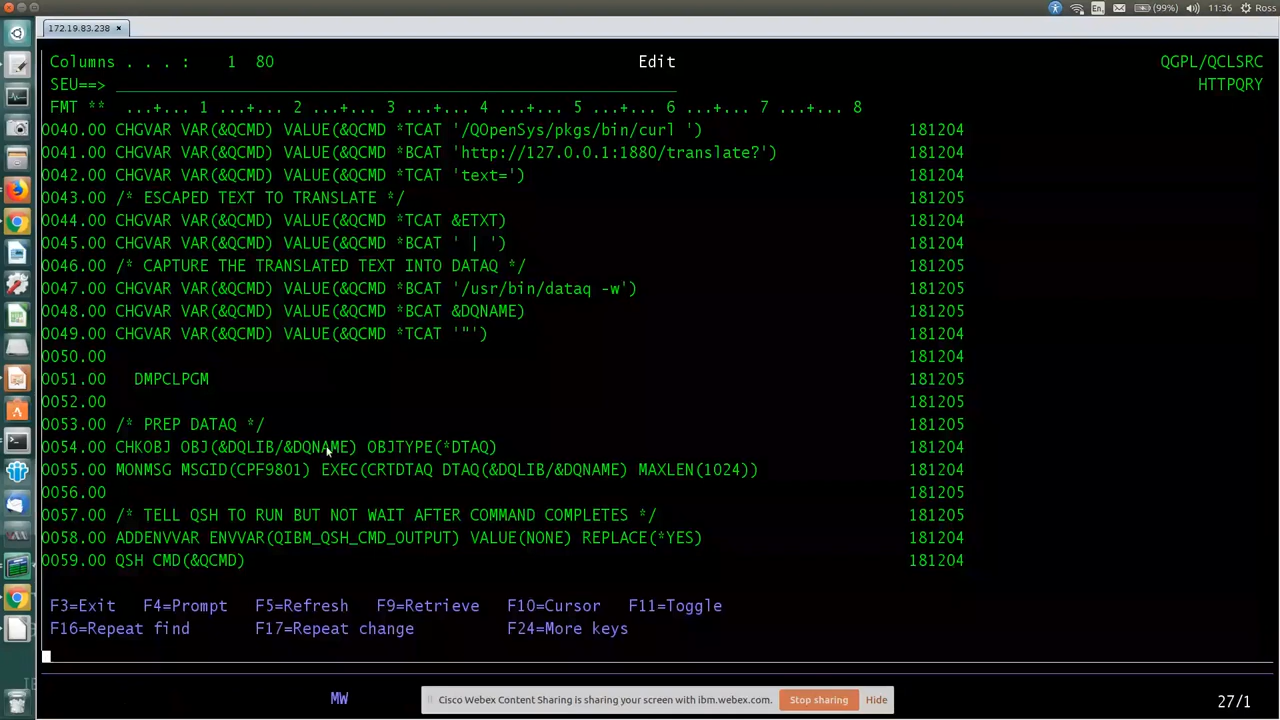 En (99%) 11:36 Ross
172.19.83.238 ×
Columns . . . : 1 80 Edit QGPL/QCLSRC
SEU==> HTTPQRY
FMT ** ...+... 1 ...+... 2 ...+... 3 ...+... 4 ...+... 5 ...+... 6 ...+... 7 ...+... 8
0040.00 CHGVAR VAR(&QCMD) VALUE(&QCMD *TCAT '/QOpenSys/pkgs/bin/curl ') 181204
0041.00 CHGVAR VAR(&QCMD) VALUE(&QCMD *BCAT 'http://127.0.0.1:1880/translate?') 181204
0042.00 CHGVAR VAR(&QCMD) VALUE(&QCMD *TCAT 'text=') 181204
0043.00 /* ESCAPED TEXT TO TRANSLATE */ 181205
0044.00 CHGVAR VAR(&QCMD) VALUE(&QCMD *TCAT &ETXT) 181204
0045.00 CHGVAR VAR(&QCMD) VALUE(&QCMD *BCAT ' | ') 181205
0046.00 /* CAPTURE THE TRANSLATED TEXT INTO DATAQ */ 181205
0047.00 CHGVAR VAR(&QCMD) VALUE(&QCMD *BCAT '/usr/bin/dataq -w') 181205
0048.00 CHGVAR VAR(&QCMD) VALUE(&QCMD *BCAT &DQNAME) 181205
0049.00 CHGVAR VAR(&QCMD) VALUE(&QCMD *TCAT '"') 181204
0050.00 181204
0051.00 DMPCLPGM 181205
0052.00 181205
0053.00 /* PREP DATAQ */ 181205
0054.00 CHKOBJ OBJ(&DQLIB/&DQNAME) OBJTYPE(*DTAQ) 181205
0055.00 MONMSG MSGID(CPF9801) EXEC(CRTDTAQ DTAQ(&DQLIB/&DQNAME) MAXLEN(1024)) 181205
0056.00 181205
0057.00 /* TELL QSH TO RUN BUT NOT WAIT AFTER COMMAND COMPLETES */ 181205
0058.00 ADDENVVAR ENVVAR(QIBM_QSH_CMD_OUTPUT) VALUE(NONE) REPLACE(*YES) 181204
0059.00 QSH CMD(&QCMD) 181204
F3=Exit F4=Prompt F5=Refresh F9=Retrieve F10=Cursor F11=Toggle
F16=Repeat find F17=Repeat change F24=More keys
MW 27/1
Cisco Webex Content Sharing is sharing your screen with ibm.webex.com. Stop sharing Hide